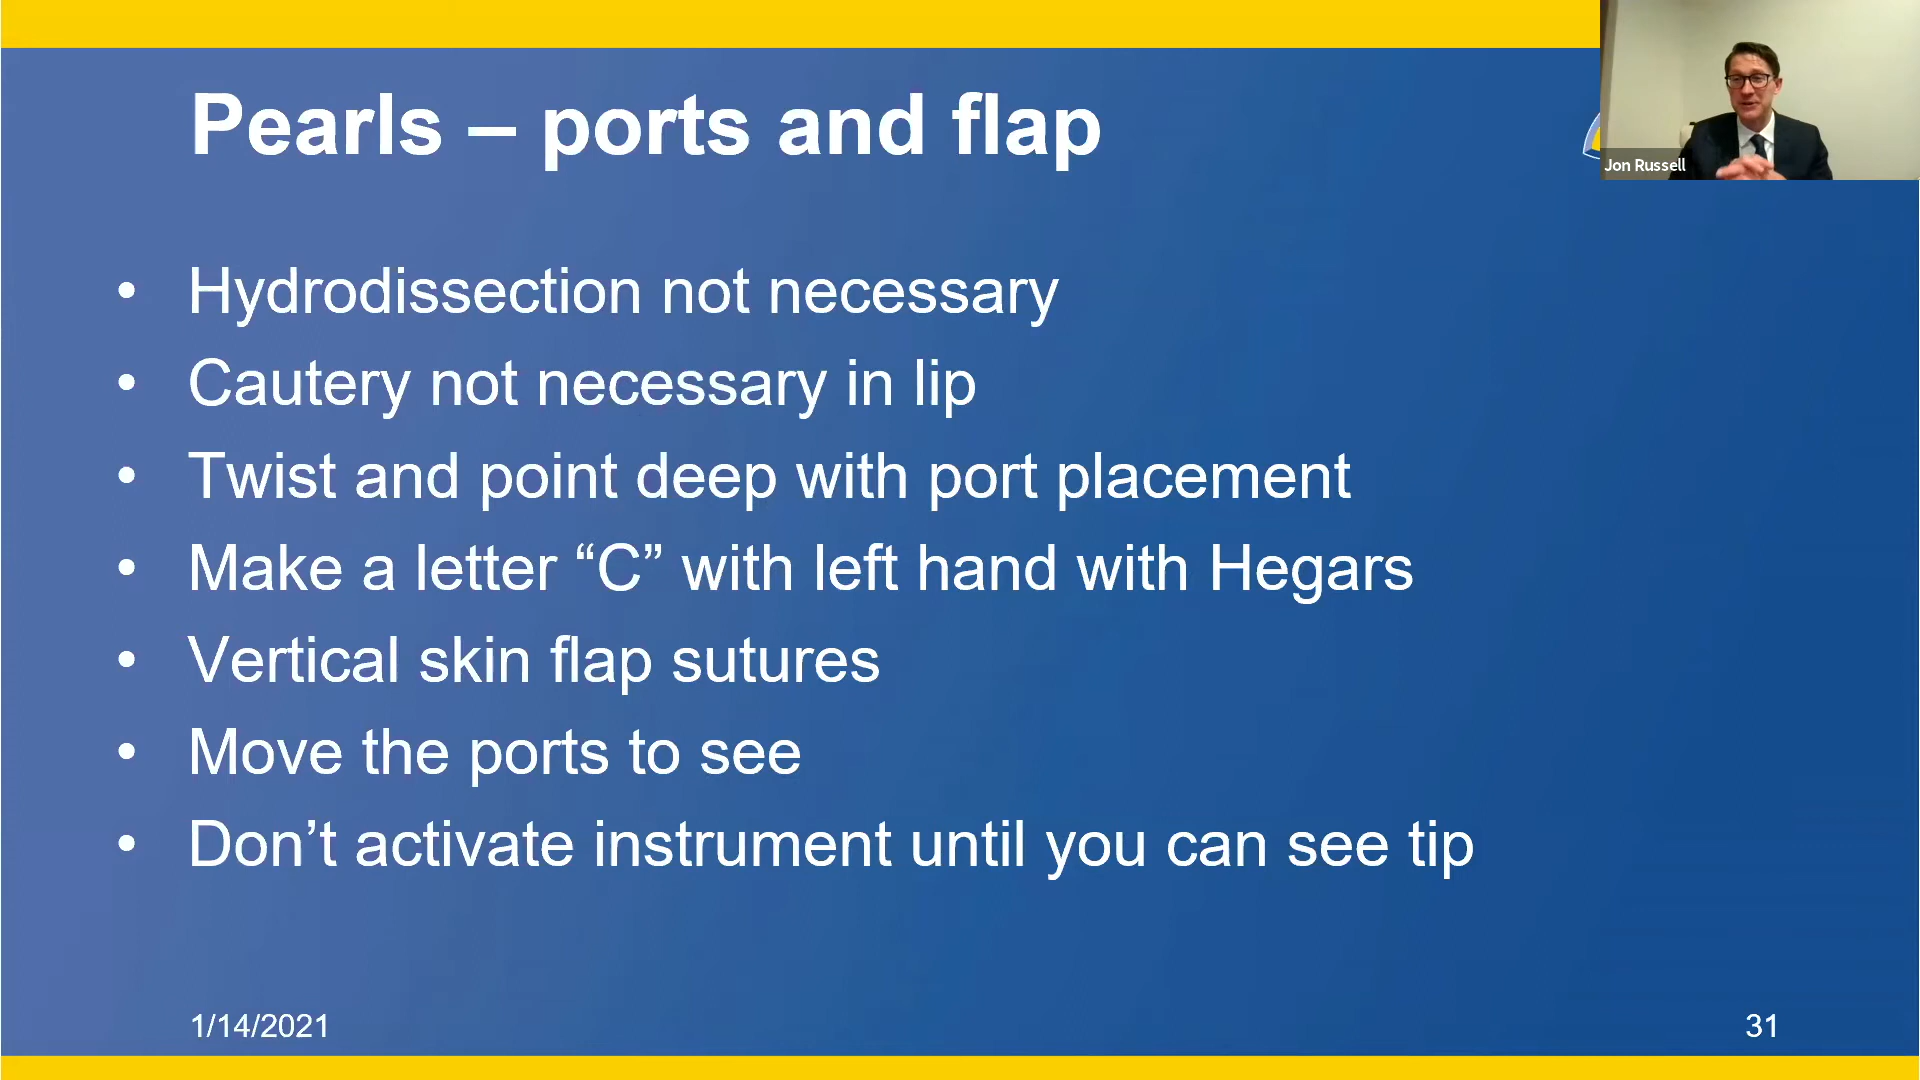 Pearls – ports and flap
Jon Russell
• Hydrodissection not necessary
• Cautery not necessary in lip
• Twist and point deep with port placement
• Make a letter “C” with left hand with Hegars
• Vertical skin flap sutures
• Move the ports to see
• Don’t activate instrument until you can see tip
1/14/2021
31